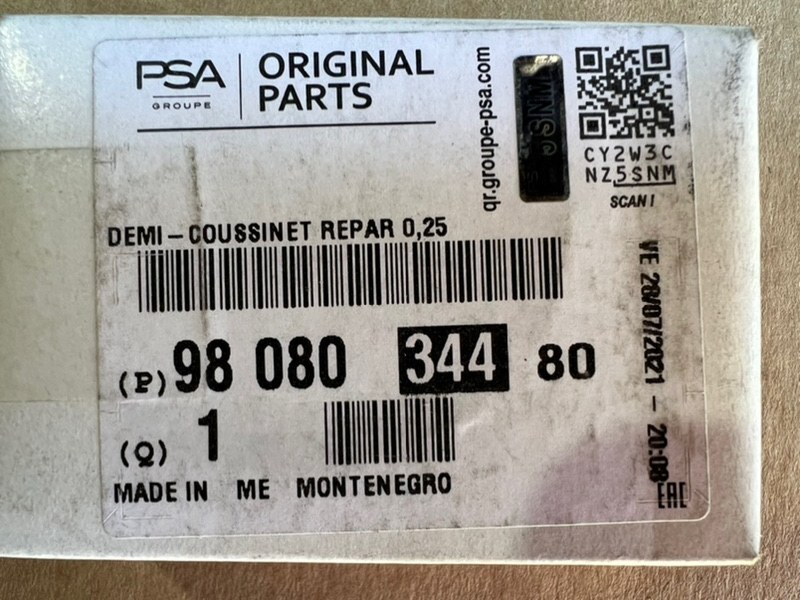 PSA
GROUPE
ORIGINAL
PARTS
qr.groupe-psa.com
CY2W3C
NZ5SNM
SCAN !
DEMI-COUSSINET REPAR 0,25
(P) 98 080 344 80
(Q) 1
MADE IN ME MONTENEGRO
VE 28/07/2021 - 20:08
EAC